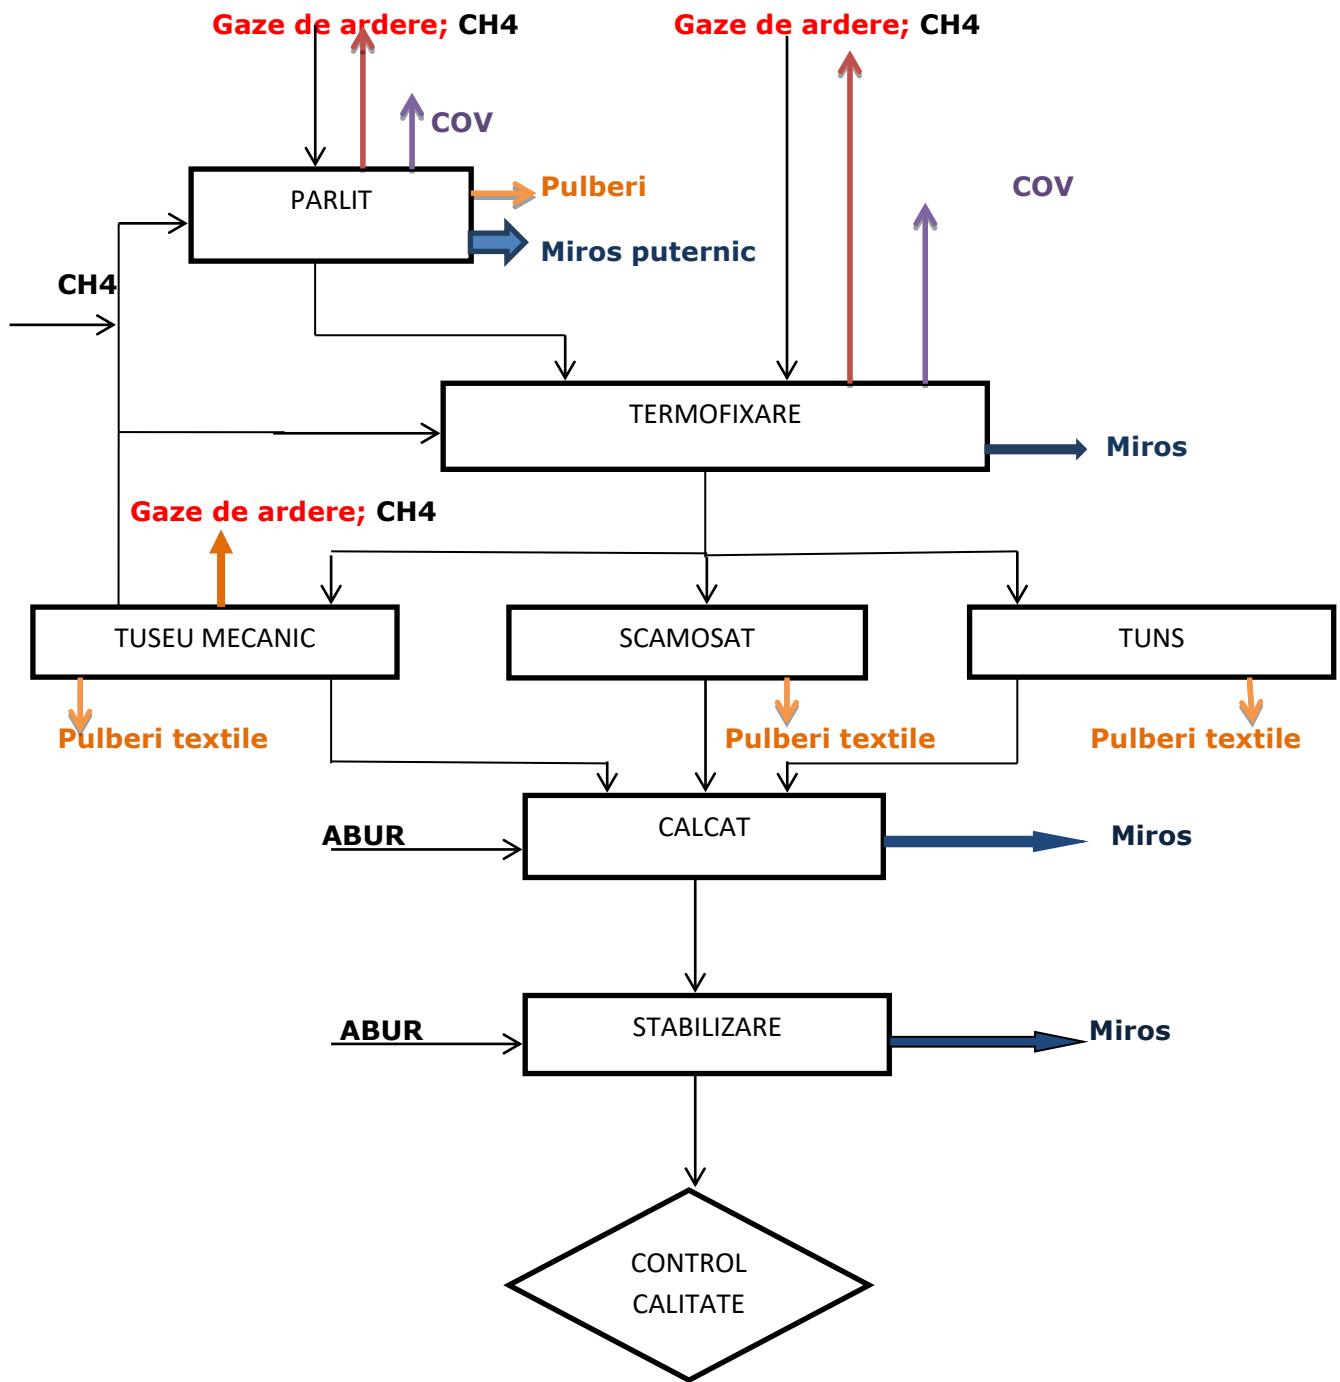 Gaze de ardere; CH4
Gaze de ardere; CH4
COV
PARLIT
Pulberi
COV
Miros puternic
CH4
TERMOFIXARE
Miros
Gaze de ardere; CH4
TUSEU MECANIC
SCAMOSAT
TUNS
Pulberi textile
Pulberi textile
Pulberi textile
ABUR
CALCAT
Miros
ABUR
STABILIZARE
Miros
CONTROL
CALITATE